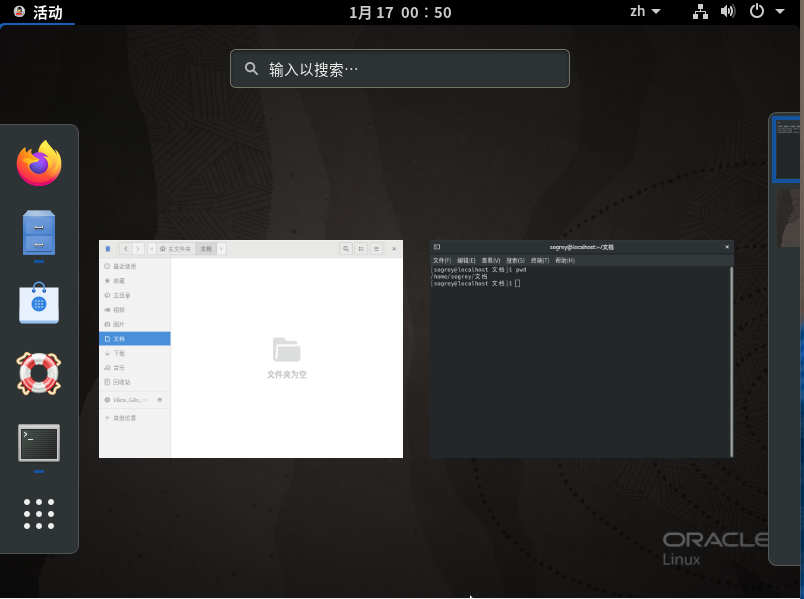 活动
1月 17 00：50
zh
输入以搜索…
主文件夹
文档
最近使用
收藏
主目录
视频
图片
文档
下载
音乐
回收站
其他位置
文件夹为空
sogrey@localhost:~/文档
文件(F) 编辑(E) 查看(V) 搜索(S) 终端(T) 帮助(H)
[sogrey@localhost 文档]$ pwd
/home/sogrey/文档
[sogrey@localhost 文档]$
ORACLE
Linux